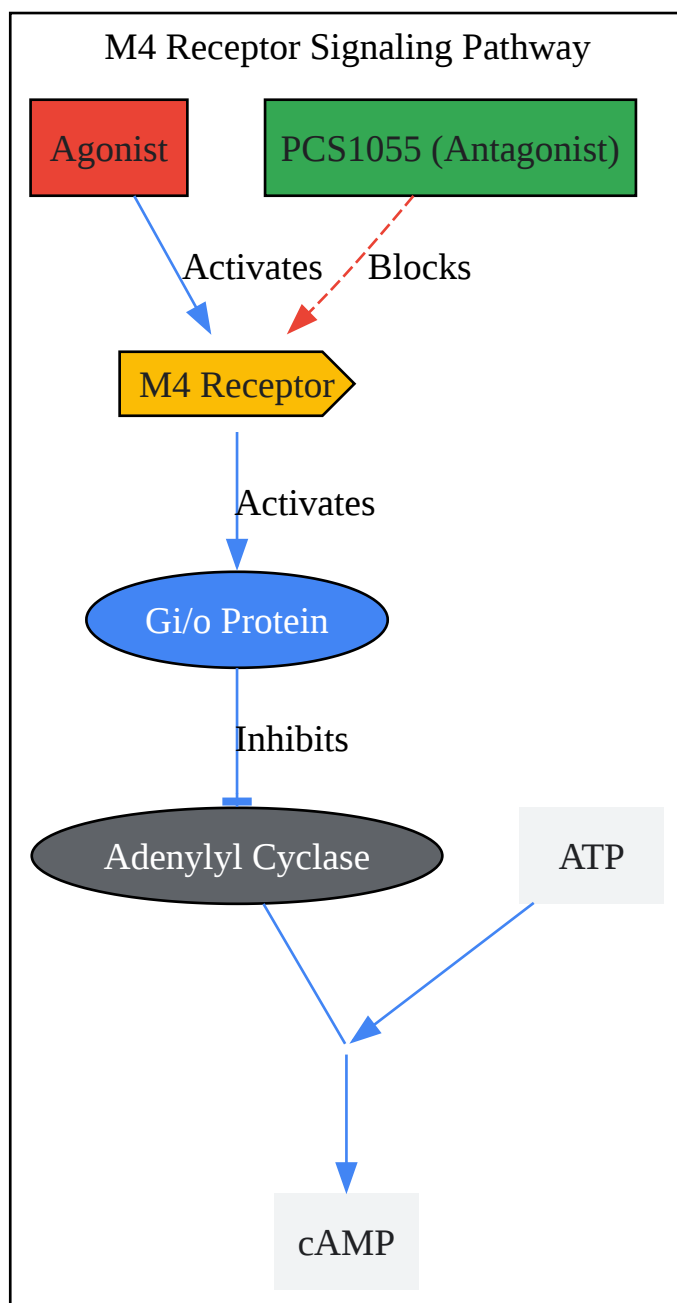 M4 Receptor Signaling Pathway
Agonist
PCS1055 (Antagonist)
Activates
Blocks
M4 Receptor
Activates
Gi/o Protein
Inhibits
Adenylyl Cyclase
ATP
cAMP